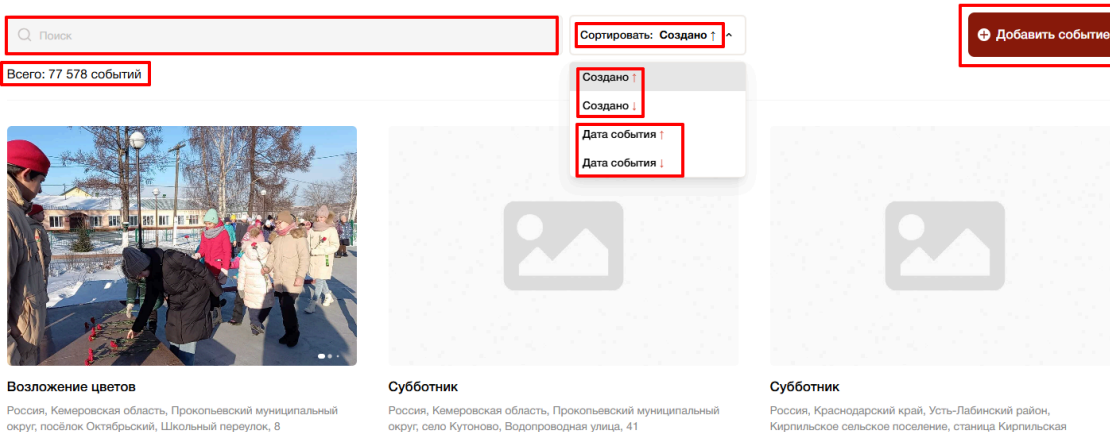 Поиск
Сортировать: Создано ↑
Добавить событие
Всего: 77 578 событий
Создано ↑
Создано ↓
Дата события ↑
Дата события ↓
Возложение цветов
Россия, Кемеровская область, Прокопьевский муниципальный
округ, посёлок Октябрьский, Школьный переулок, 8
Субботник
Россия, Кемеровская область, Прокопьевский муниципальный
округ, село Кутоново, Водопроводная улица, 41
Субботник
Россия, Краснодарский край, Усть-Лабинский район,
Кирпильское сельское поселение, станица Кирпильская